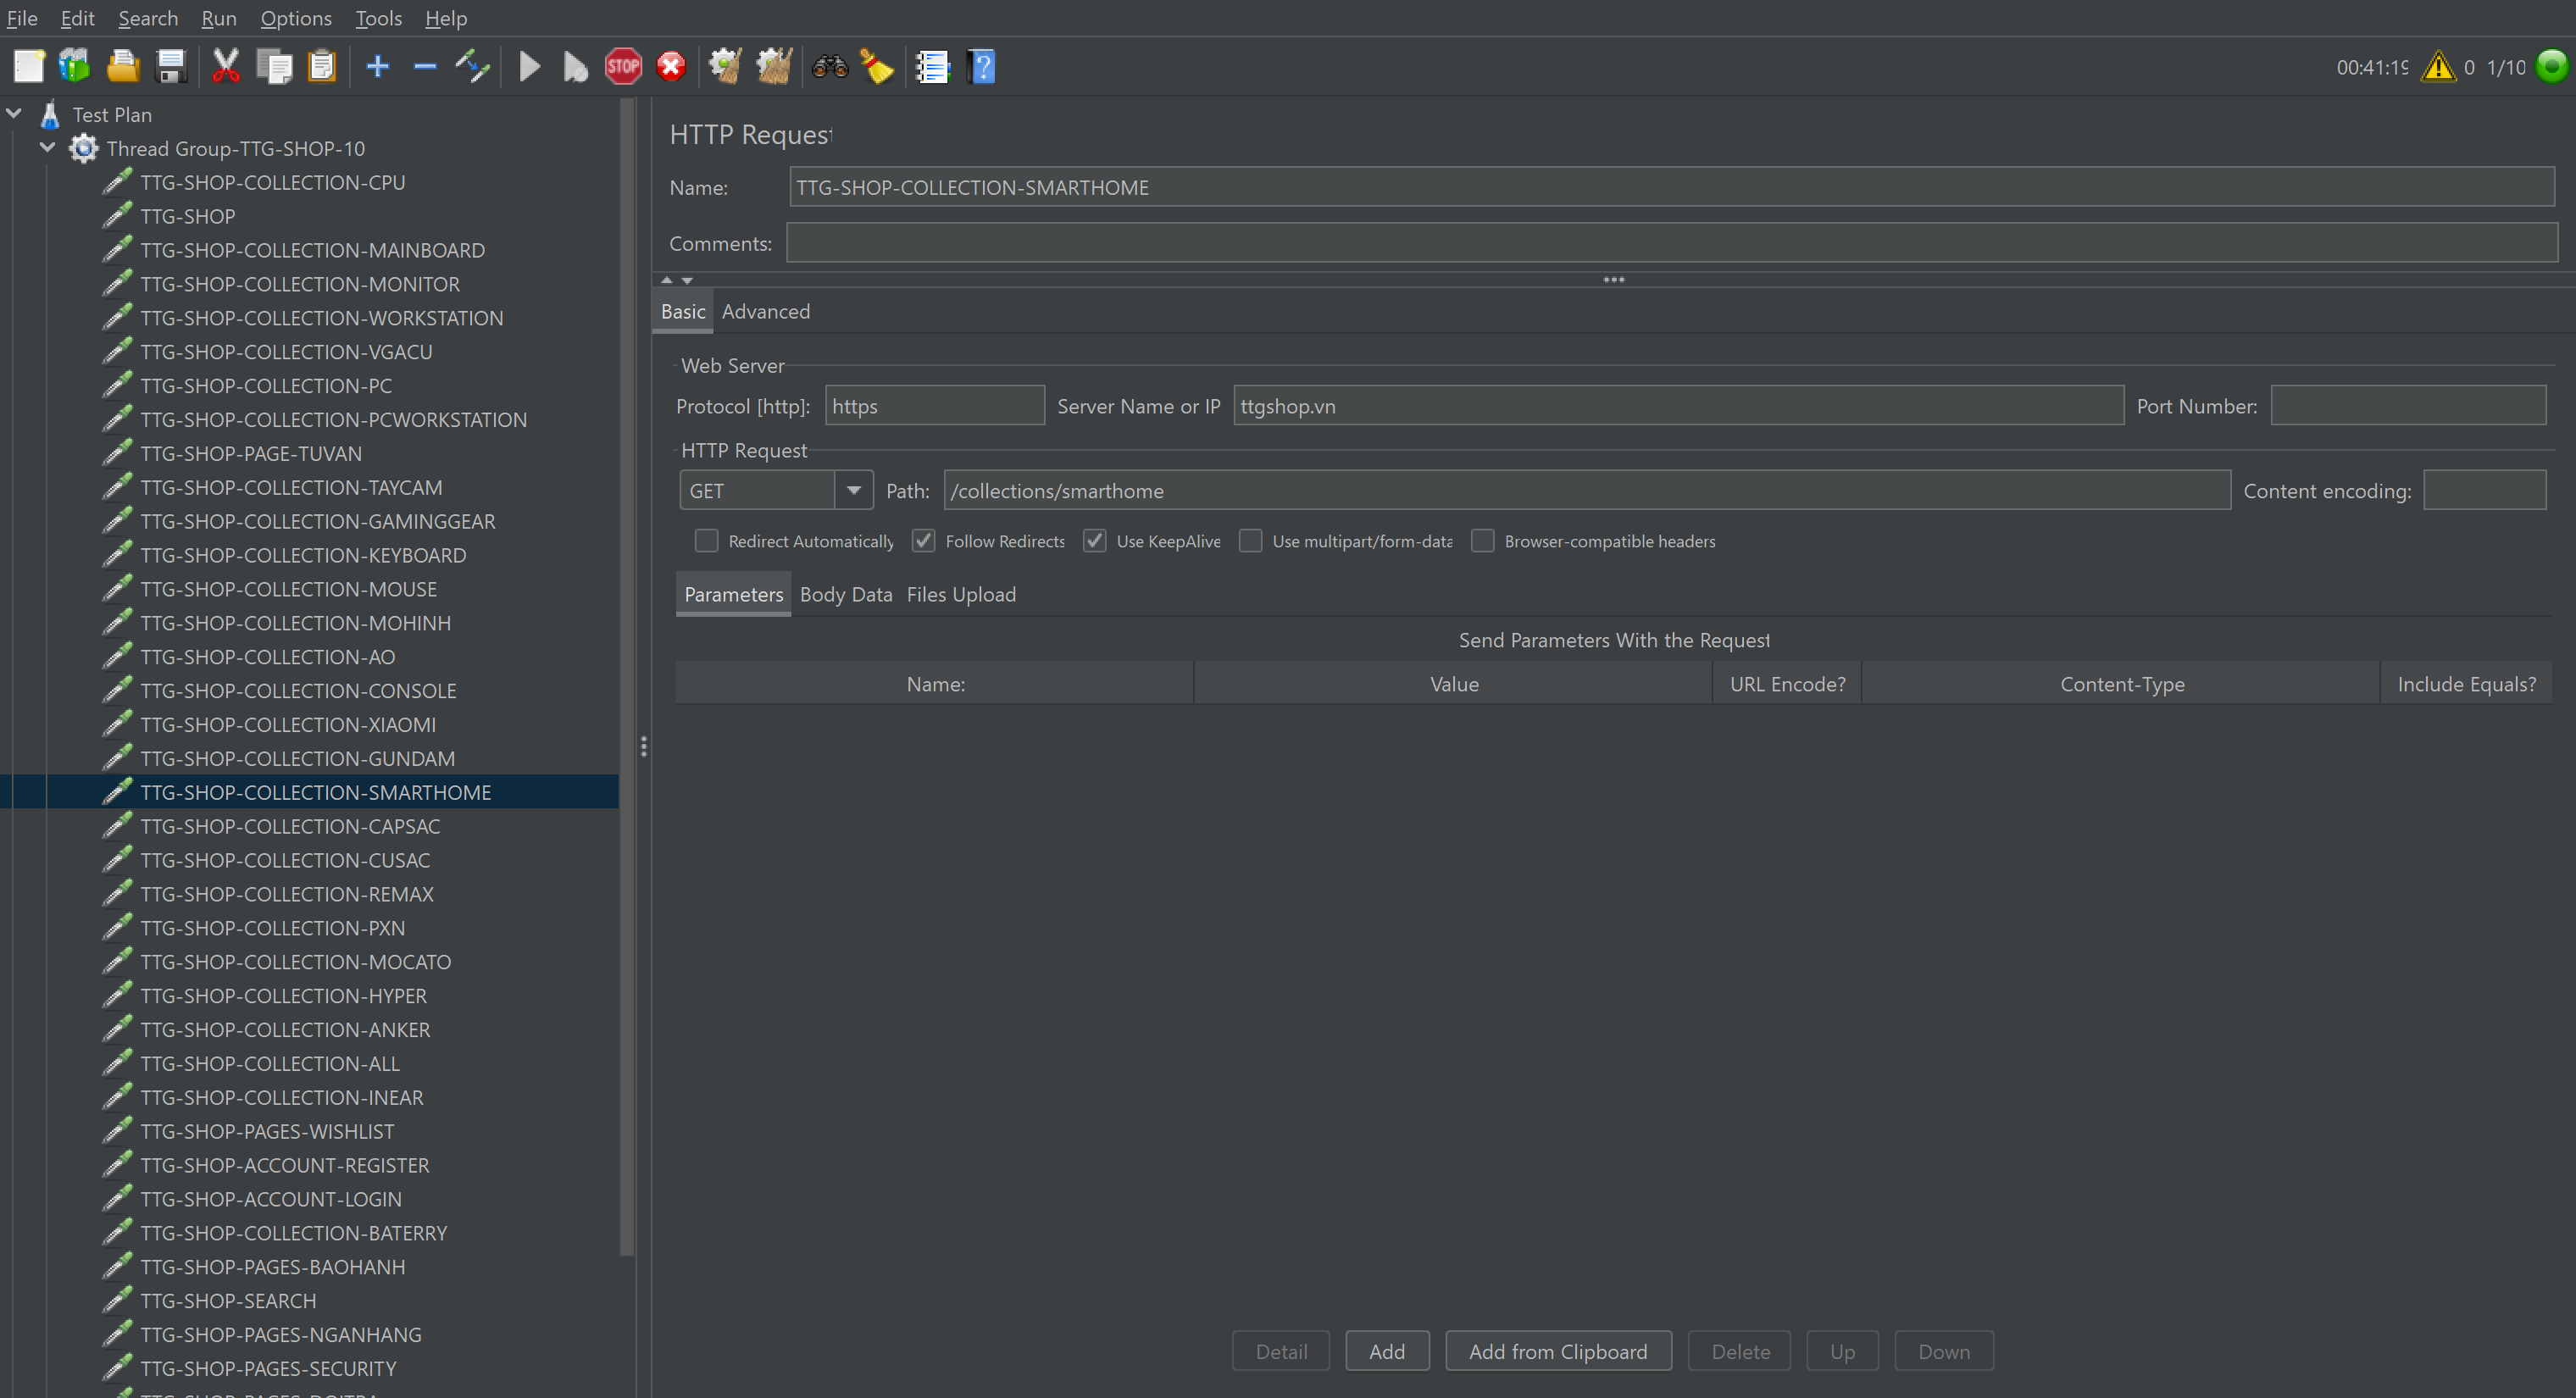 File Edit Search Run Options Tools Help
STOP
00:41:19 0 1/10
Test Plan
Thread Group-TTG-SHOP-10
TTG-SHOP-COLLECTION-CPU
TTG-SHOP
TTG-SHOP-COLLECTION-MAINBOARD
TTG-SHOP-COLLECTION-MONITOR
TTG-SHOP-COLLECTION-WORKSTATION
TTG-SHOP-COLLECTION-VGACU
TTG-SHOP-COLLECTION-PC
TTG-SHOP-COLLECTION-PCWORKSTATION
TTG-SHOP-PAGE-TUVAN
TTG-SHOP-COLLECTION-TAYCAM
TTG-SHOP-COLLECTION-GAMINGGEAR
TTG-SHOP-COLLECTION-KEYBOARD
TTG-SHOP-COLLECTION-MOUSE
TTG-SHOP-COLLECTION-MOHINH
TTG-SHOP-COLLECTION-AO
TTG-SHOP-COLLECTION-CONSOLE
TTG-SHOP-COLLECTION-XIAOMI
TTG-SHOP-COLLECTION-GUNDAM
TTG-SHOP-COLLECTION-SMARTHOME
TTG-SHOP-COLLECTION-CAPSAC
TTG-SHOP-COLLECTION-CUSAC
TTG-SHOP-COLLECTION-REMAX
TTG-SHOP-COLLECTION-PXN
TTG-SHOP-COLLECTION-MOCATO
TTG-SHOP-COLLECTION-HYPER
TTG-SHOP-COLLECTION-ANKER
TTG-SHOP-COLLECTION-ALL
TTG-SHOP-COLLECTION-INEAR
TTG-SHOP-PAGES-WISHLIST
TTG-SHOP-ACCOUNT-REGISTER
TTG-SHOP-ACCOUNT-LOGIN
TTG-SHOP-COLLECTION-BATERRY
TTG-SHOP-PAGES-BAOHANH
TTG-SHOP-SEARCH
TTG-SHOP-PAGES-NGANHANG
TTG-SHOP-PAGES-SECURITY
HTTP Request
Name: TTG-SHOP-COLLECTION-SMARTHOME
Comments:
Basic Advanced
Web Server
Protocol [http]: https Server Name or IP ttgshop.vn Port Number:
HTTP Request
GET Path: /collections/smarthome Content encoding:
Redirect Automatically Follow Redirects Use KeepAlive Use multipart/form-data Browser-compatible headers
Parameters Body Data Files Upload
Send Parameters With the Request
Name: Value URL Encode? Content-Type Include Equals?
Detail Add Add from Clipboard Delete Up Down